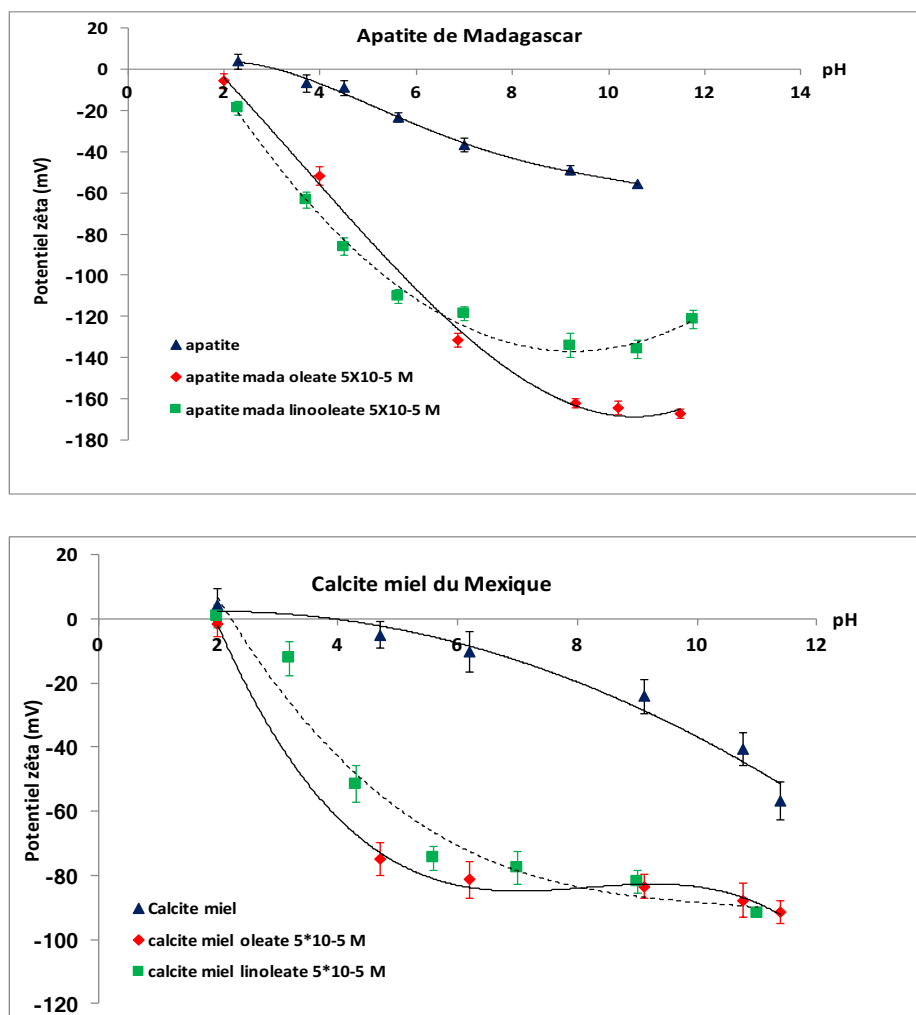 Apatite de Madagascar
20
0
-20
-40
-60
-80
-100
-120
-140
-160
-180
0 2 4 6 8 10 12 14
pH
Potentiel zêta (mV)
apatite
apatite mada oleate 5X10-5 M
apatite mada linooleate 5X10-5 M
Calcite miel du Mexique
20
0
-20
-40
-60
-80
-100
-120
0 2 4 6 8 10 12
pH
Potentiel zêta (mV)
Calcite miel
calcite miel oleate 5*10-5 M
calcite miel linoleate 5*10-5 M